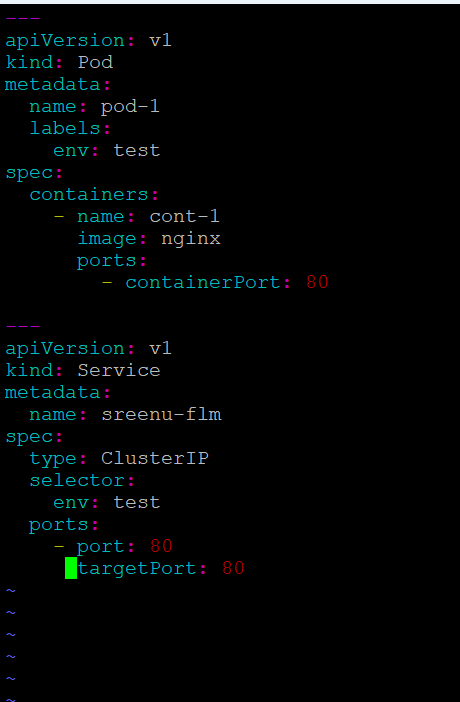 ---
apiVersion: v1
kind: Pod
metadata:
  name: pod-1
  labels:
    env: test
spec:
  containers:
    - name: cont-1
      image: nginx
      ports:
        - containerPort: 80

---
apiVersion: v1
kind: Service
metadata:
  name: sreenu-flm
spec:
  type: ClusterIP
  selector:
    env: test
  ports:
    - port: 80
      targetPort: 80
~
~
~
~
~
~